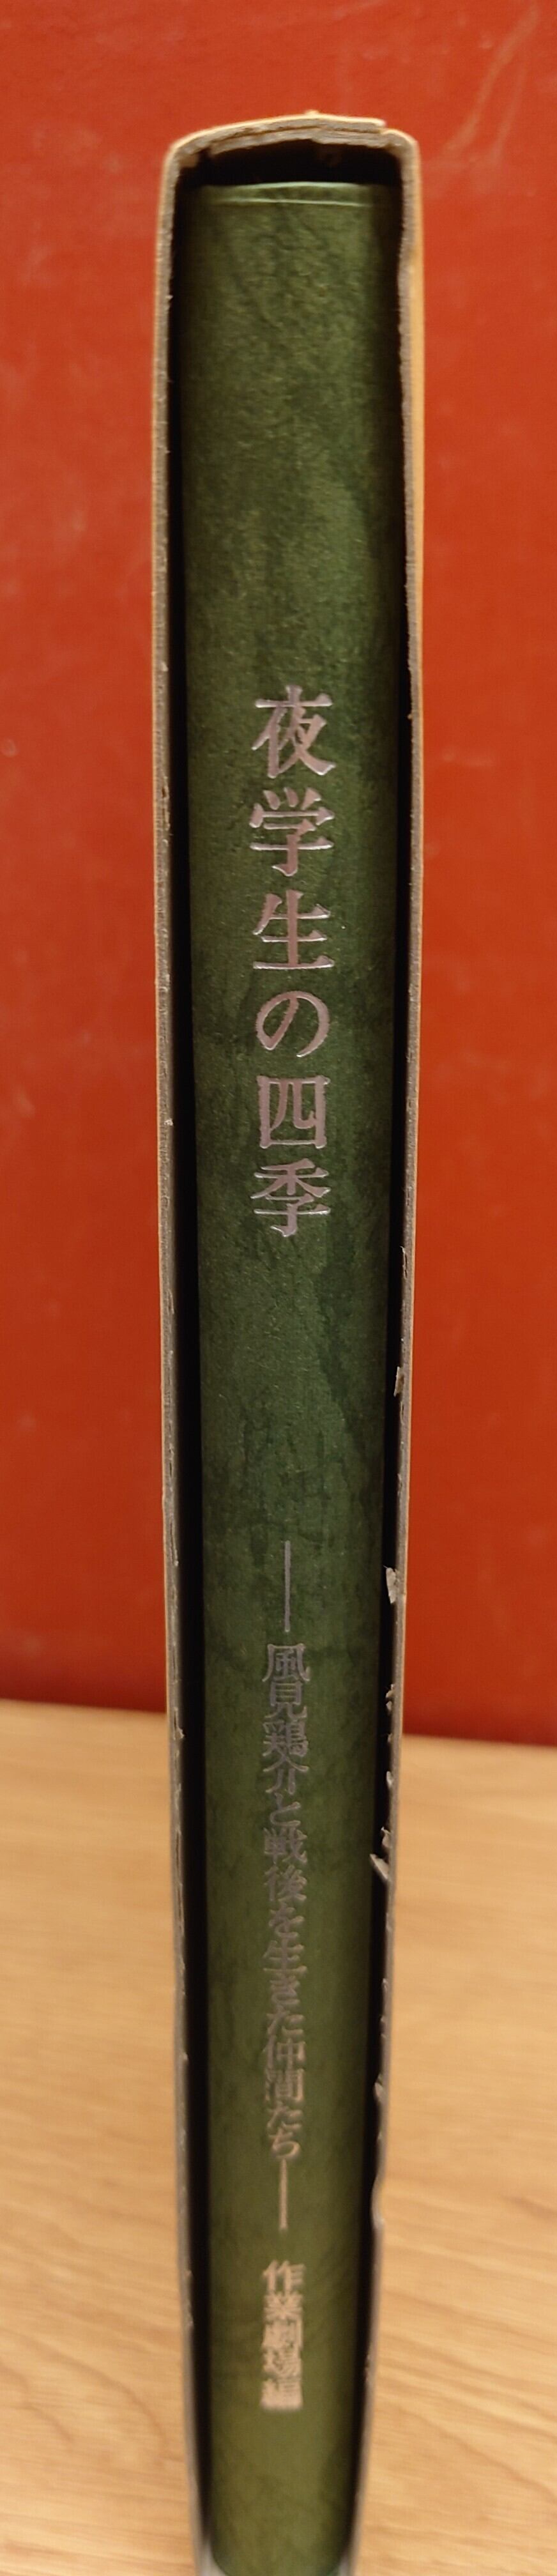 夜学生の四季
―風見鶏介と戦後を生きた仲間たち―
作業劇場編